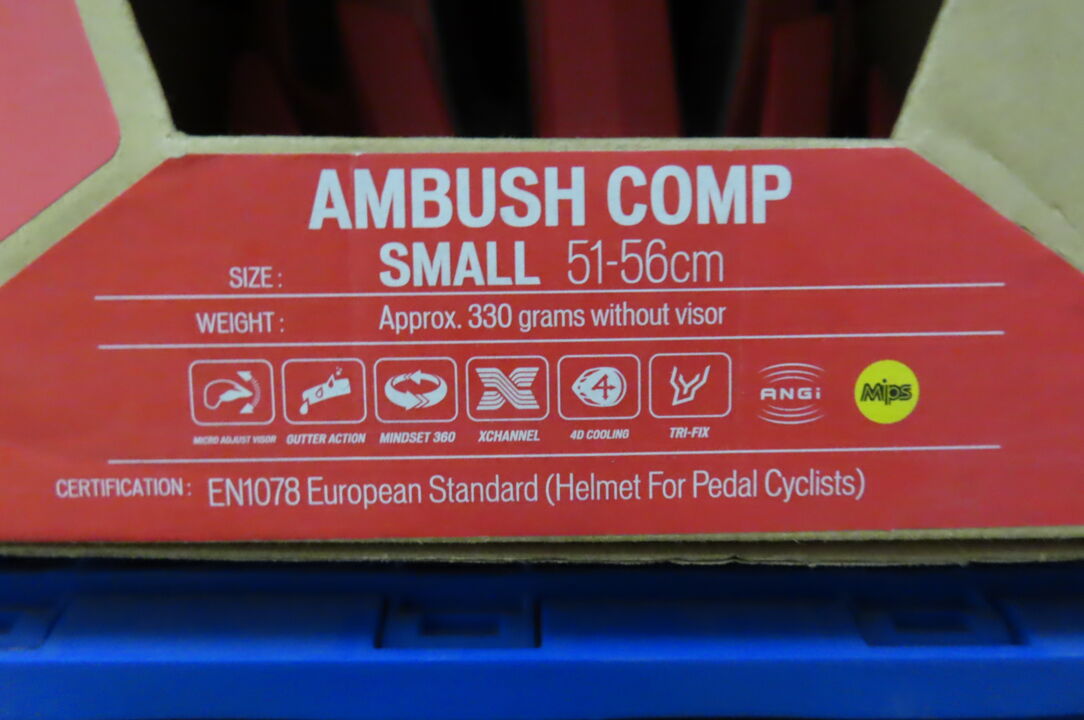 AMBUSH COMP
SIZE : SMALL 51-56cm
WEIGHT : Approx. 330 grams without visor
ANGi
Mips
MICRO ADJUST VISOR GUTTER ACTION MINDSET 360 XCHANNEL 4D COOLING TRI-FIX
CERTIFICATION : EN1078 European Standard (Helmet For Pedal Cyclists)